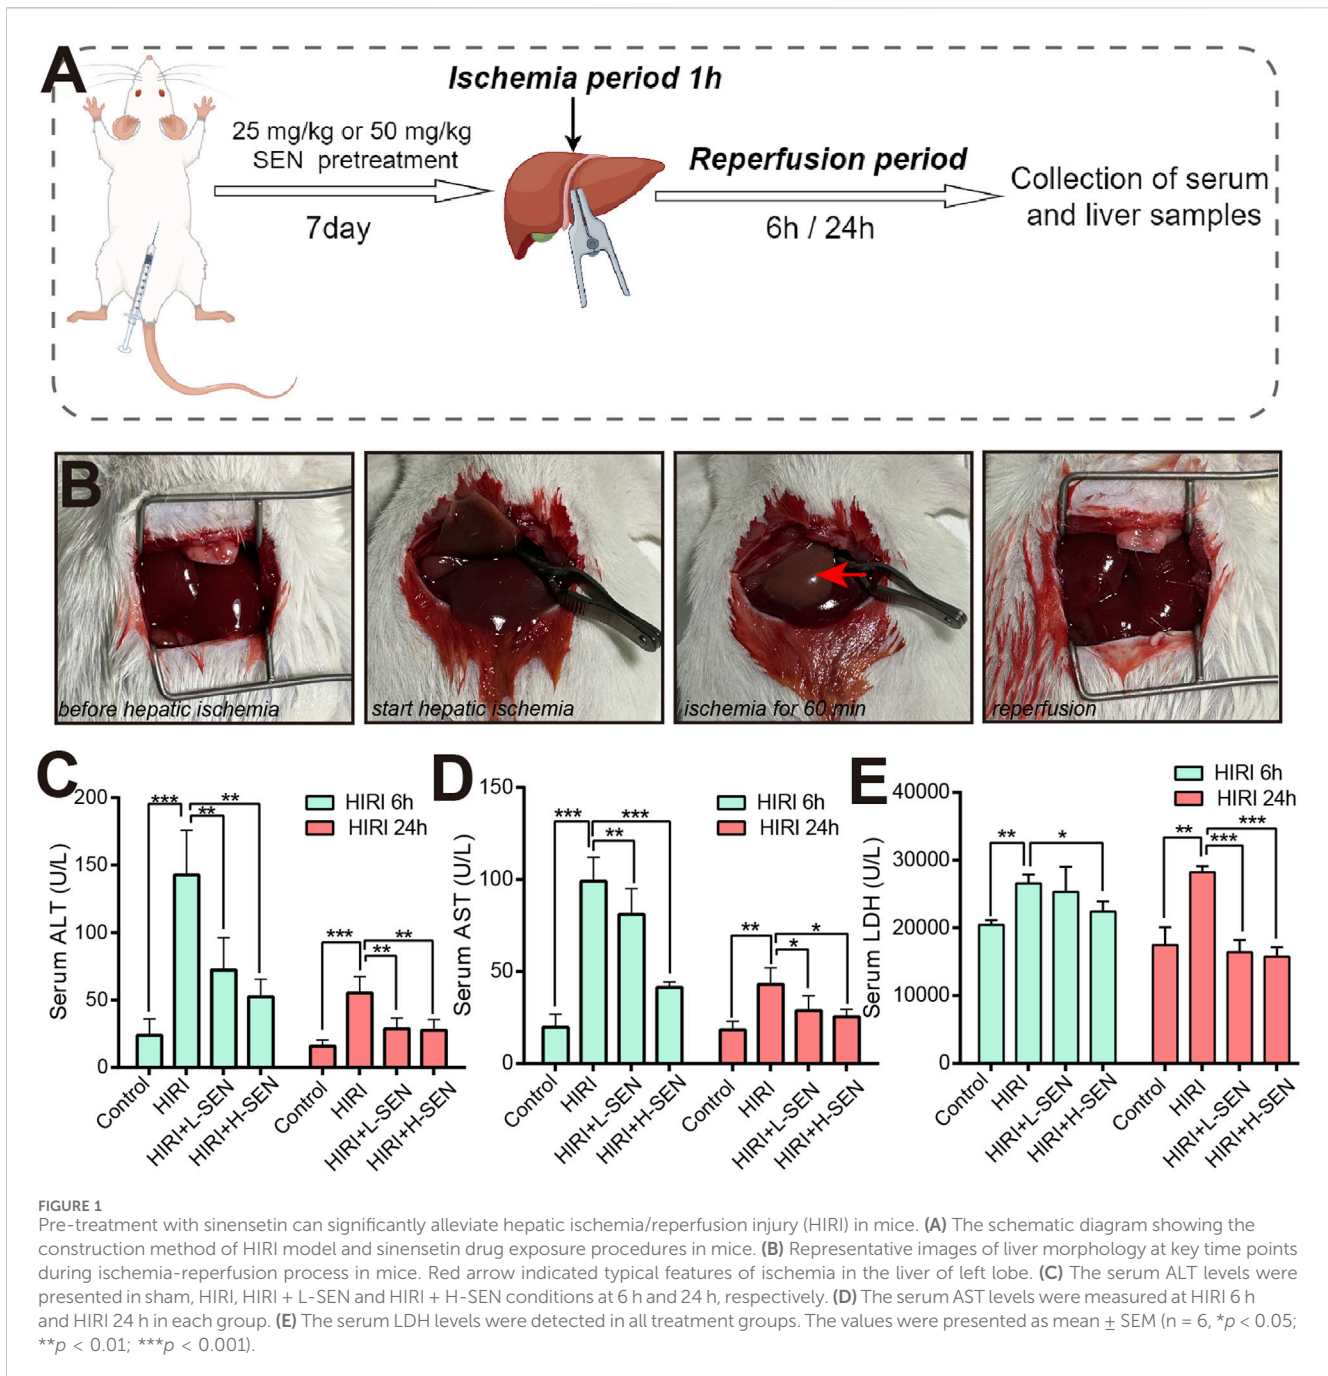 A
Ischemia period 1h
25 mg/kg or 50 mg/kg
SEN pretreatment
7day
Reperfusion period
6h / 24h
Collection of serum
and liver samples
B
before hepatic ischemia
start hepatic ischemia
ischemia for 60 min
reperfusion
C
Serum ALT (U/L)
200
150
100
50
0
HIRI 6h
HIRI 24h
***
**
**
***
**
**
Control
HIRI
HIRI+L-SEN
HIRI+H-SEN
Control
HIRI
HIRI+L-SEN
HIRI+H-SEN
D
Serum AST (U/L)
150
100
50
0
HIRI 6h
HIRI 24h
***
**
***
**
*
*
Control
HIRI
HIRI+L-SEN
HIRI+H-SEN
Control
HIRI
HIRI+L-SEN
HIRI+H-SEN
E
Serum LDH (U/L)
40000
30000
20000
10000
0
HIRI 6h
HIRI 24h
**
*
**
***
***
Control
HIRI
HIRI+L-SEN
HIRI+H-SEN
Control
HIRI
HIRI+L-SEN
HIRI+H-SEN
FIGURE 1
Pre-treatment with sinensetin can significantly alleviate hepatic ischemia/reperfusion injury (HIRI) in mice. (A) The schematic diagram showing the
construction method of HIRI model and sinensetin drug exposure procedures in mice. (B) Representative images of liver morphology at key time points
during ischemia-reperfusion process in mice. Red arrow indicated typical features of ischemia in the liver of left lobe. (C) The serum ALT levels were
presented in sham, HIRI, HIRI + L-SEN and HIRI + H-SEN conditions at 6 h and 24 h, respectively. (D) The serum AST levels were measured at HIRI 6 h
and HIRI 24 h in each group. (E) The serum LDH levels were detected in all treatment groups. The values were presented as mean ± SEM (n = 6, *p < 0.05;
**p < 0.01; ***p < 0.001).